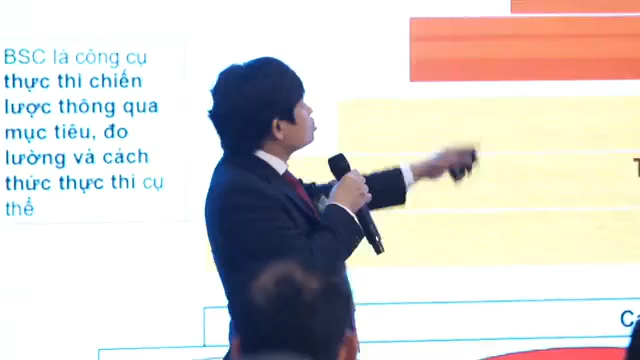 BSC là công cụ
thực thi chiến
lược thông qua
mục tiêu, đo
lường và cách
thức thực thi cụ
thể